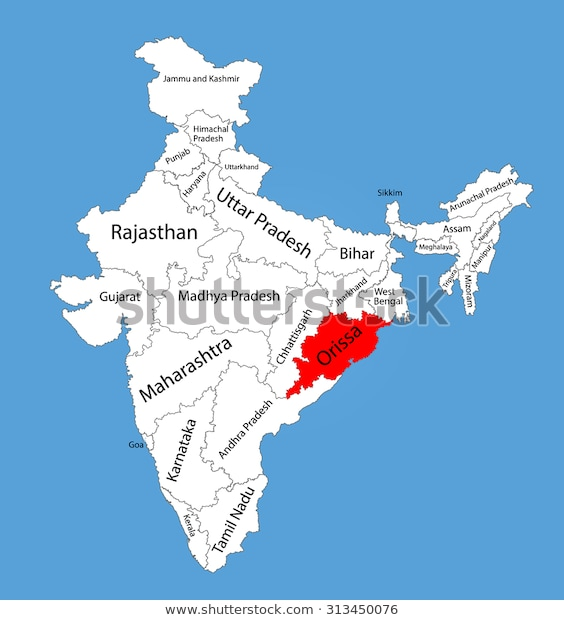 Jammu and Kashmir
Himachal
Pradesh
Punjab
Uttarkhand
Haryana
Sikkim
Arunachal Pradesh
Uttar Pradesh
Rajasthan
Assam
Nagaland
Bihar
Meghalaya
Manipur
Tripura
Mizoram
Gujarat
Madhya Pradesh
Jharkhand
West
Bengal
shutterstock
Chhattisgarh
Orissa
Maharashtra
Andhra Pradesh
Goa
Karnataka
Kerala
Tamil Nadu
www.shutterstock.com · 313450076